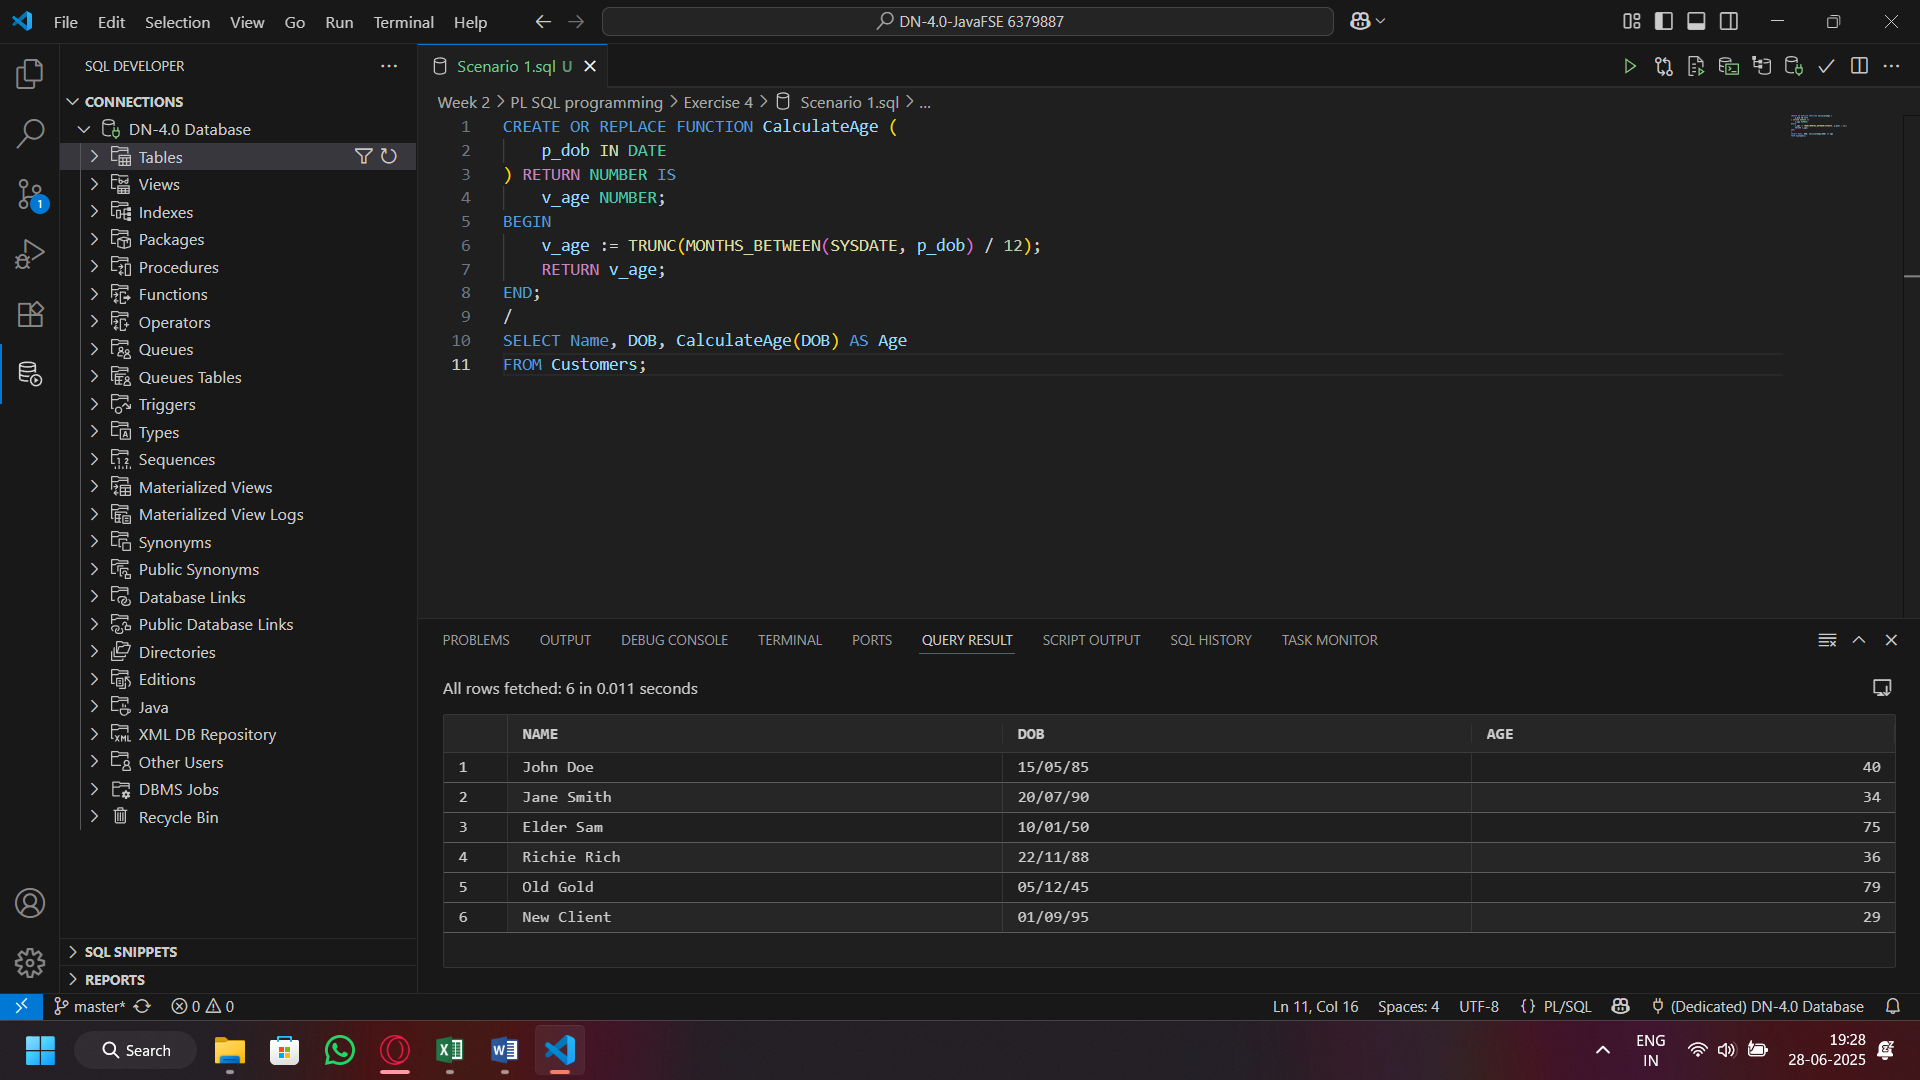 File Edit Selection View Go Run Terminal Help
DN-4.0-JavaFSE 6379887
SQL DEVELOPER
CONNECTIONS
DN-4.0 Database
Tables
Views
Indexes
Packages
Procedures
Functions
Operators
Queues
Queues Tables
Triggers
Types
Sequences
Materialized Views
Materialized View Logs
Synonyms
Public Synonyms
Database Links
Public Database Links
Directories
Editions
Java
XML DB Repository
Other Users
DBMS Jobs
Recycle Bin
SQL SNIPPETS
REPORTS
1
Scenario 1.sql U
Week 2 > PL SQL programming > Exercise 4 > Scenario 1.sql > ...
1 CREATE OR REPLACE FUNCTION CalculateAge (
2 p_dob IN DATE
3 ) RETURN NUMBER IS
4 v_age NUMBER;
5 BEGIN
6 v_age := TRUNC(MONTHS_BETWEEN(SYSDATE, p_dob) / 12);
7 RETURN v_age;
8 END;
9 /
10 SELECT Name, DOB, CalculateAge(DOB) AS Age
11 FROM Customers;
PROBLEMS OUTPUT DEBUG CONSOLE TERMINAL PORTS QUERY RESULT SCRIPT OUTPUT SQL HISTORY TASK MONITOR
All rows fetched: 6 in 0.011 seconds
NAME DOB AGE
1 John Doe 15/05/85 40
2 Jane Smith 20/07/90 34
3 Elder Sam 10/01/50 75
4 Richie Rich 22/11/88 36
5 Old Gold 05/12/45 79
6 New Client 01/09/95 29
master* 0 0
Ln 11, Col 16 Spaces: 4 UTF-8 {} PL/SQL (Dedicated) DN-4.0 Database
Search
ENG
IN
19:28
28-06-2025